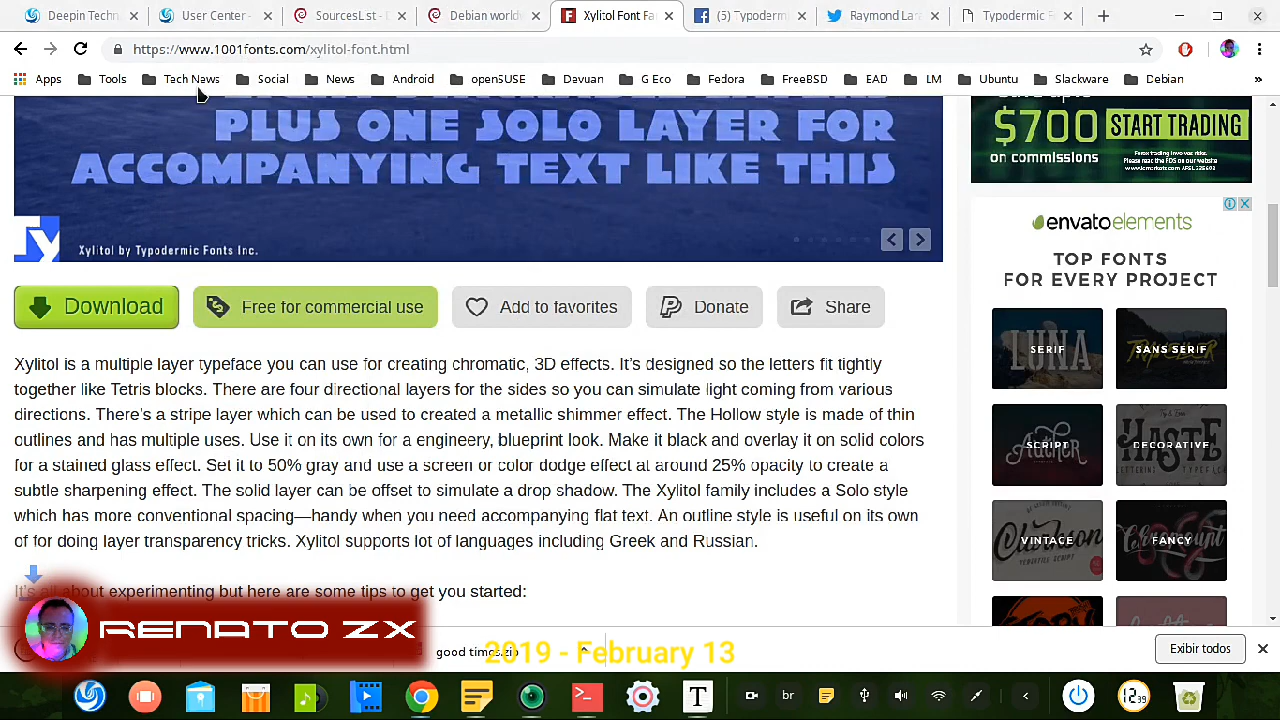 Deepin Techn
User Center -
SourcesList - D
Debian world
Xylitol Font Fa
(5) Typoderm
Raymond Lar
Typodermic F
https://www.1001fonts.com/xylitol-font.html
Apps
Tools
Tech News
Social
News
Android
openSUSE
Devuan
G Eco
Fedora
FreeBSD
EAD
LM
Ubuntu
Slackware
Debian
»
PLUS ONE SOLO LAYER FOR
ACCOMPANYING TEXT LIKE THIS
Ty
Xylitol by Typodermic Fonts Inc.
$700
on commissions
START TRADING
Download
Free for commercial use
Add to favorites
Donate
Share
Xylitol is a multiple layer typeface you can use for creating chromatic, 3D effects. It's designed so the letters fit tightly
together like Tetris blocks. There are four directional layers for the sides so you can simulate light coming from various
directions. There's a stripe layer which can be used to created a metallic shimmer effect. The Hollow style is made of thin
outlines and has multiple uses. Use it on its own for a engineery, blueprint look. Make it black and overlay it on solid colors
for a stained glass effect. Set it to 50% gray and use a screen or color dodge effect at around 25% opacity to create a
subtle sharpening effect. The solid layer can be offset to simulate a drop shadow. The Xylitol family includes a Solo style
which has more conventional spacing—handy when you need accompanying flat text. An outline style is useful on its own
of for doing layer transparency tricks. Xylitol supports lot of languages including Greek and Russian.
It's all about experimenting but here are some tips to get you started:
envatoelements
TOP FONTS
FOR EVERY PROJECT
LUNA
SERIF
SANS SERIF
SCRIPT
HASTE
DECORATIVE
VINTAGE
FANCY
RENATO ZX
good times.zip
2019 - February 13
Exibir todos
T
br
12 39